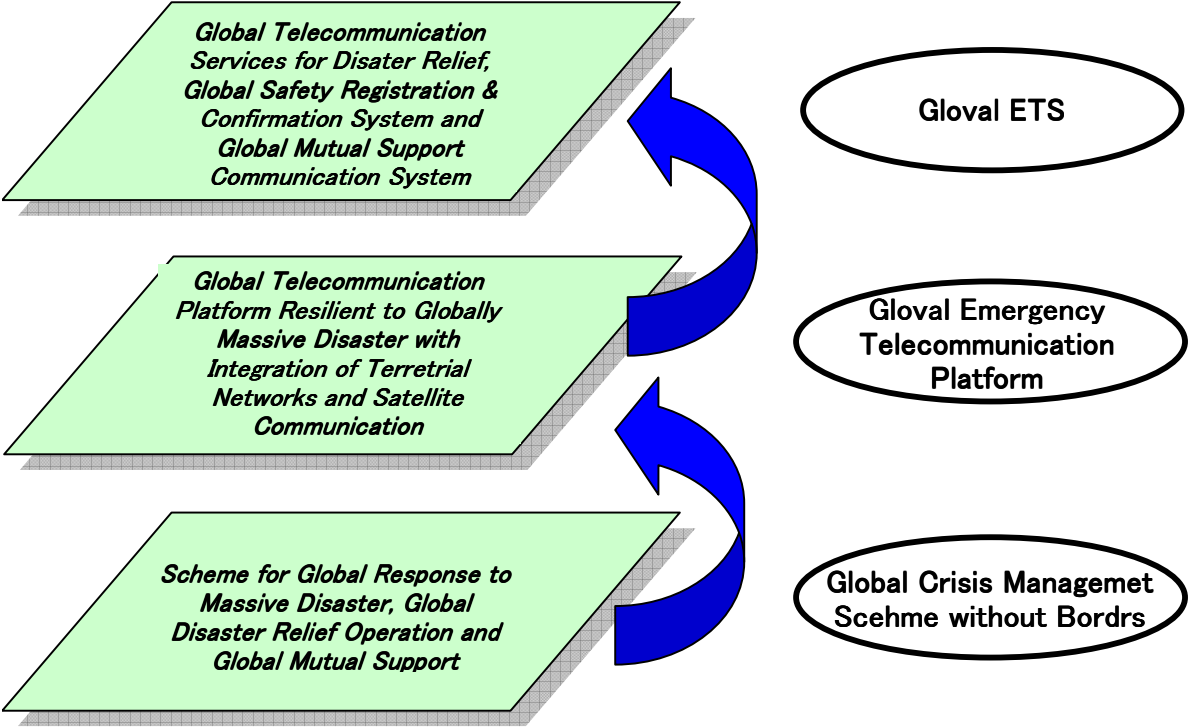 Global Telecommunication
Services for Disater Relief,
Global Safety Registration &
Confirmation System and
Global Mutual Support
Communication System
Gloval ETS
Global Telecommunication
Platform Resilient to Globally
Massive Disaster with
Integration of Terretrial
Networks and Satellite
Communication
Gloval Emergency
Telecommunication
Platform
Scheme for Global Response to
Massive Disaster, Global
Disaster Relief Operation and
Global Mutual Support
Global Crisis Managemet
Scehme without Bordrs